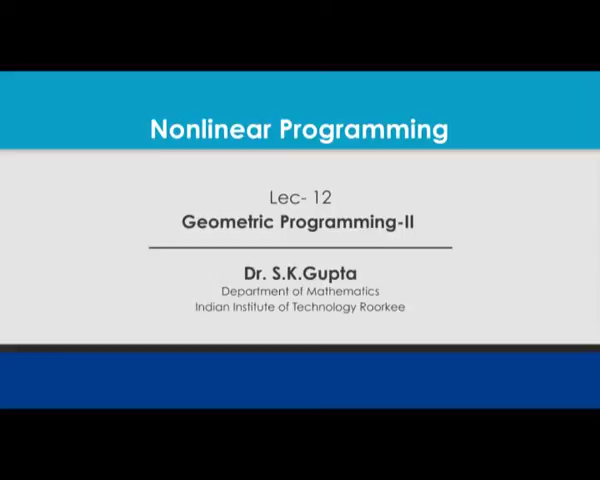 Nonlinear Programming
Lec- 12
Geometric Programming-II
Dr. S.K.Gupta
Department of Mathematics
Indian Institute of Technology Roorkee